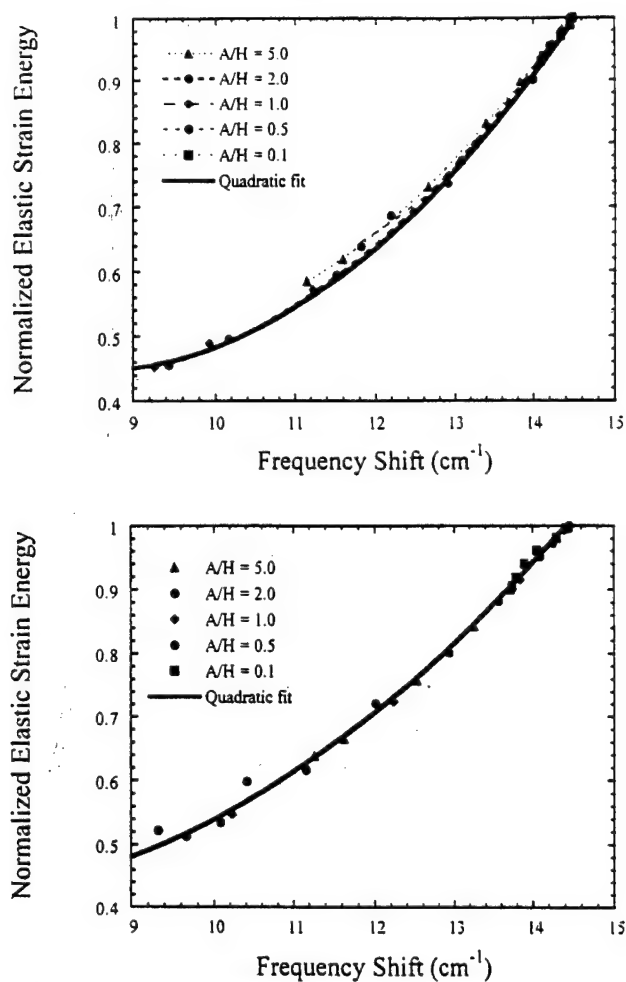 Normalized Elastic Strain Energy
1
0.9
0.8
0.7
0.6
0.5
0.4
A/H = 5.0
A/H = 2.0
A/H = 1.0
A/H = 0.5
A/H = 0.1
Quadratic fit
9 10 11 12 13 14 15
Frequency Shift (cm⁻¹)
Normalized Elastic Strain Energy
1
0.9
0.8
0.7
0.6
0.5
0.4
A/H = 5.0
A/H = 2.0
A/H = 1.0
A/H = 0.5
A/H = 0.1
Quadratic fit
9 10 11 12 13 14 15
Frequency Shift (cm⁻¹)